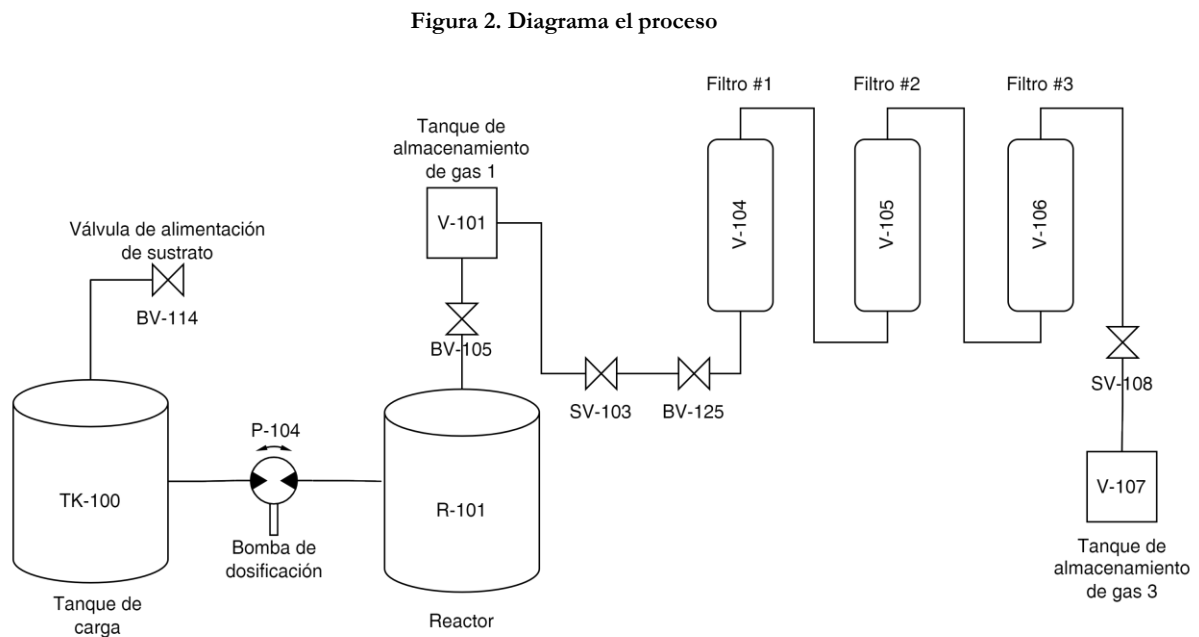 Figura 2. Diagrama el proceso
Filtro #1
Filtro #2
Filtro #3
Tanque de
almacenamiento
de gas 1
V-101
V-104
V-105
V-106
Válvula de alimentación
de sustrato
BV-114
BV-105
SV-103
BV-125
SV-108
P-104
TK-100
R-101
V-107
Bomba de
dosificación
Tanque de
carga
Reactor
Tanque de
almacenamiento
de gas 3